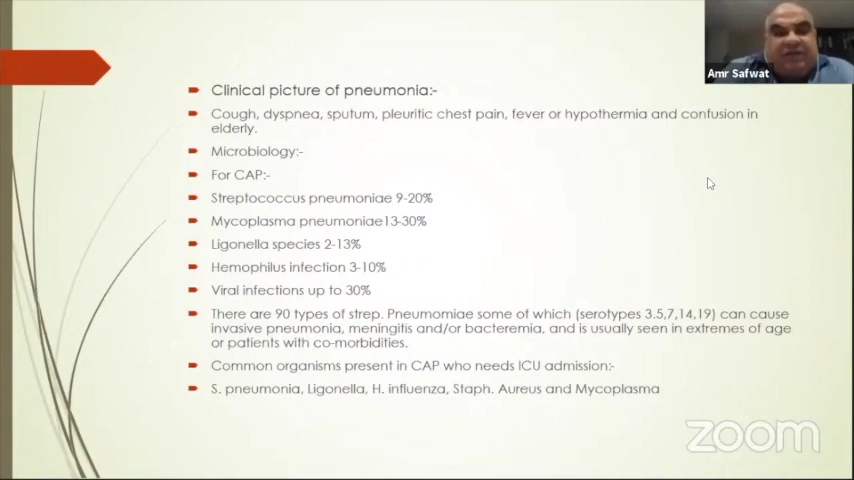 Amr Safwat
Clinical picture of pneumonia:-
Cough, dyspnea, sputum, pleuritic chest pain, fever or hypothermia and confusion in
elderly.
Microbiology:-
For CAP:-
Streptococcus pneumoniae 9-20%
Mycoplasma pneumoniae13-30%
Ligonella species 2-13%
Hemophilus infection 3-10%
Viral infections up to 30%
There are 90 types of strep. Pneumomiae some of which (serotypes 3.5,7,14,19) can cause
invasive pneumonia, meningitis and/or bacteremia, and is usually seen in extremes of age
or patients with co-morbidities.
Common organisms present in CAP who needs ICU admission:-
S. pneumonia, Ligonella, H. influenza, Staph. Aureus and Mycoplasma
zoom